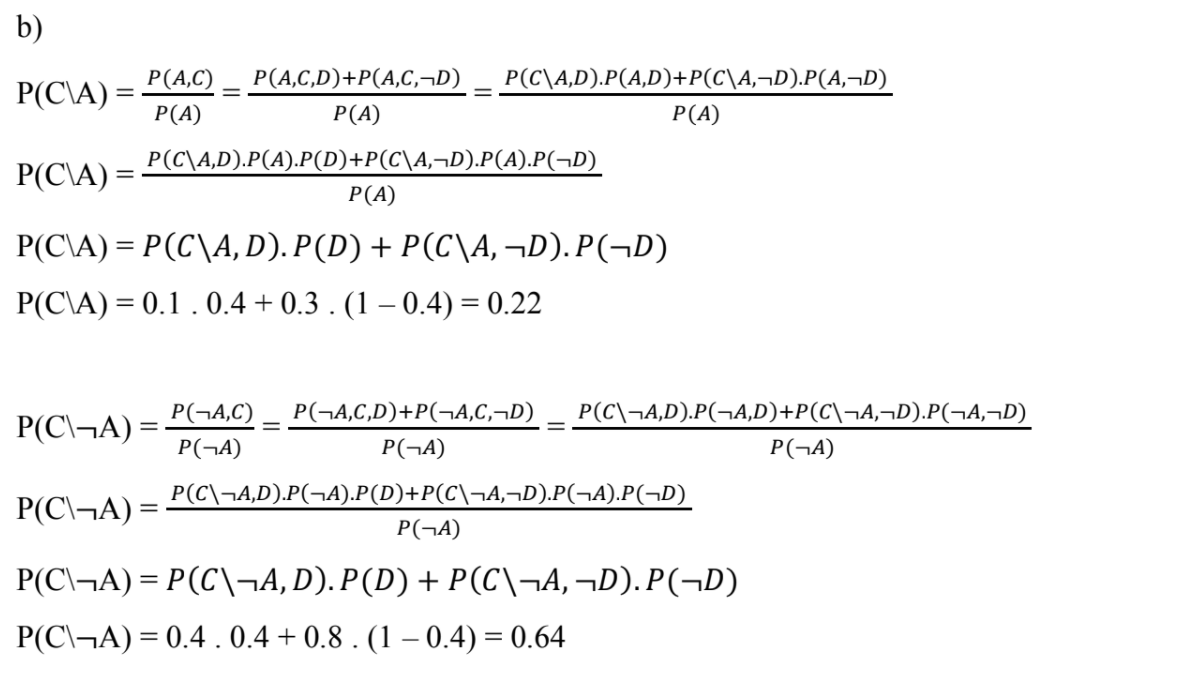 b)
P(C\A) = P(A,C)/P(A) = P(A,C,D)+P(A,C,¬D)/P(A) = P(C\A,D).P(A,D)+P(C\A,¬D).P(A,¬D)/P(A)
P(C\A) = P(C\A,D).P(A).P(D)+P(C\A,¬D).P(A).P(¬D)/P(A)
P(C\A) = P(C\A, D). P(D) + P(C\A, ¬D). P(¬D)
P(C\A) = 0.1 . 0.4 + 0.3 . (1 – 0.4) = 0.22
P(C\¬A) = P(¬A,C)/P(¬A) = P(¬A,C,D)+P(¬A,C,¬D)/P(¬A) = P(C\¬A,D).P(¬A,D)+P(C\¬A,¬D).P(¬A,¬D)/P(¬A)
P(C\¬A) = P(C\¬A,D).P(¬A).P(D)+P(C\¬A,¬D).P(¬A).P(¬D)/P(¬A)
P(C\¬A) = P(C\¬A, D). P(D) + P(C\¬A, ¬D). P(¬D)
P(C\¬A) = 0.4 . 0.4 + 0.8 . (1 – 0.4) = 0.64